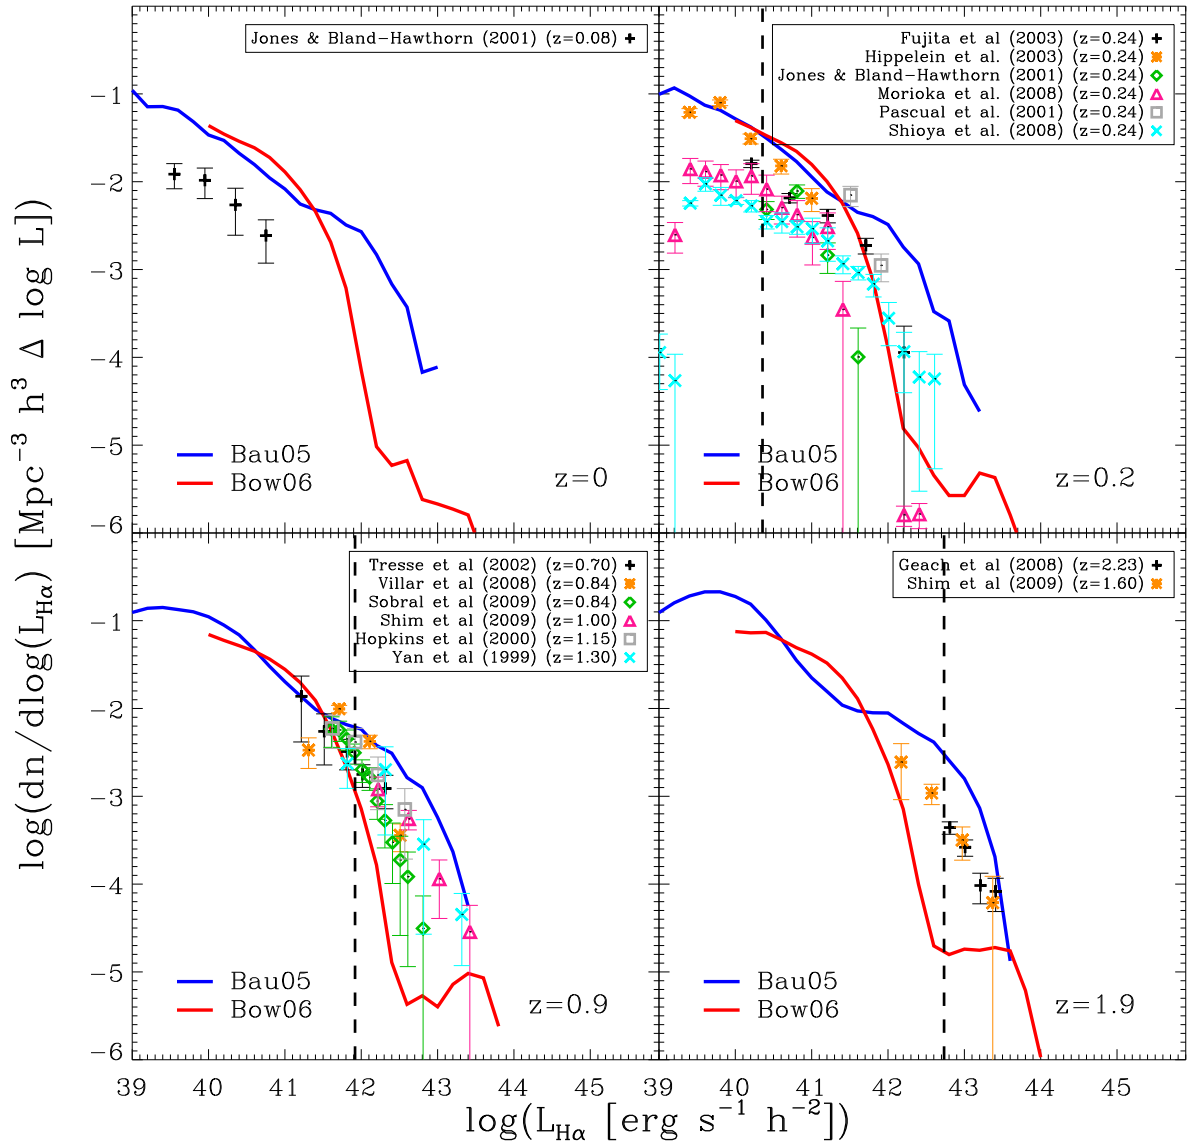 log(dn/dlog(L_Hα) [Mpc⁻³ h³ Δ log L])
Jones & Bland-Hawthorn (2001) (z=0.08)
-1
-2
-3
-4
-5
-6
Bau05
Bow06
z=0
Fujita et al (2003) (z=0.24)
Hippelein et al. (2003) (z=0.24)
Jones & Bland-Hawthorn (2001) (z=0.24)
Morioka et al. (2008) (z=0.24)
Pascual et al. (2001) (z=0.24)
Shioya et al. (2008) (z=0.24)
Bau05
Bow06
z=0.2
Tresse et al (2002) (z=0.70)
Villar et al (2008) (z=0.84)
Sobral et al (2009) (z=0.84)
Shim et al (2009) (z=1.00)
Hopkins et al (2000) (z=1.15)
Yan et al (1999) (z=1.30)
-1
-2
-3
-4
-5
-6
Bau05
Bow06
z=0.9
39 40 41 42 43 44 45
Geach et al (2008) (z=2.23)
Shim et al (2009) (z=1.60)
Bau05
Bow06
z=1.9
39 40 41 42 43 44 45
log(L_Hα [erg s⁻¹ h⁻²])